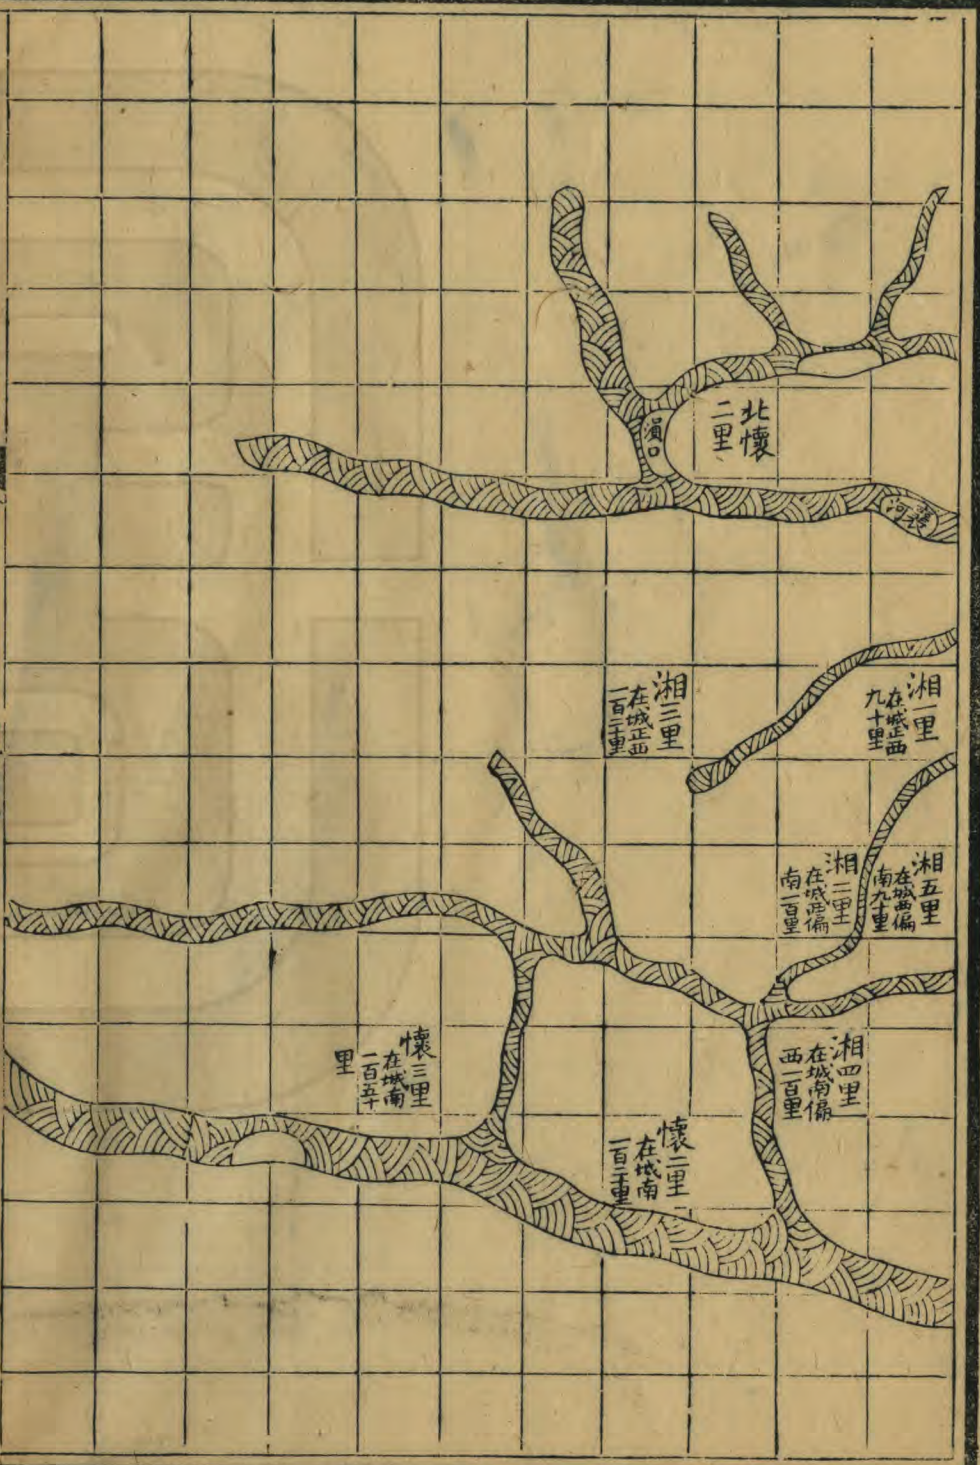 北懷
二里
溳口
湘一里
在城正西
九十里
湘三里
在城正西
一百二十里
湘五里
在城西偏
南九十里
湘二里
在城西偏
南一百里
湘四里
在城南偏
西一百里
懷三里
在城南
一百五十
里
懷二里
在城南
一百二十里